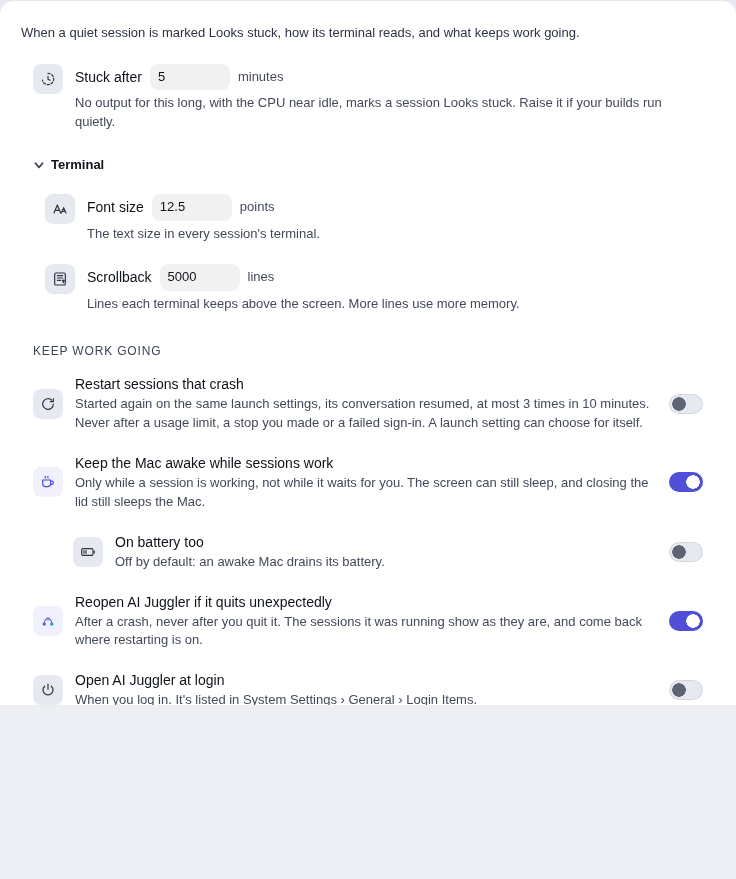 When a quiet session is marked Looks stuck, how its terminal reads, and what keeps work going.
Stuck after 5 minutes
No output for this long, with the CPU near idle, marks a session Looks stuck. Raise it if your builds run
quietly.
Terminal
Font size 12.5 points
The text size in every session's terminal.
Scrollback 5000 lines
Lines each terminal keeps above the screen. More lines use more memory.
KEEP WORK GOING
Restart sessions that crash
Started again on the same launch settings, its conversation resumed, at most 3 times in 10 minutes.
Never after a usage limit, a stop you made or a failed sign-in. A launch setting can choose for itself.
Keep the Mac awake while sessions work
Only while a session is working, not while it waits for you. The screen can still sleep, and closing the
lid still sleeps the Mac.
On battery too
Off by default: an awake Mac drains its battery.
Reopen AI Juggler if it quits unexpectedly
After a crash, never after you quit it. The sessions it was running show as they are, and come back
where restarting is on.
Open AI Juggler at login
When you log in. It's listed in System Settings › General › Login Items.